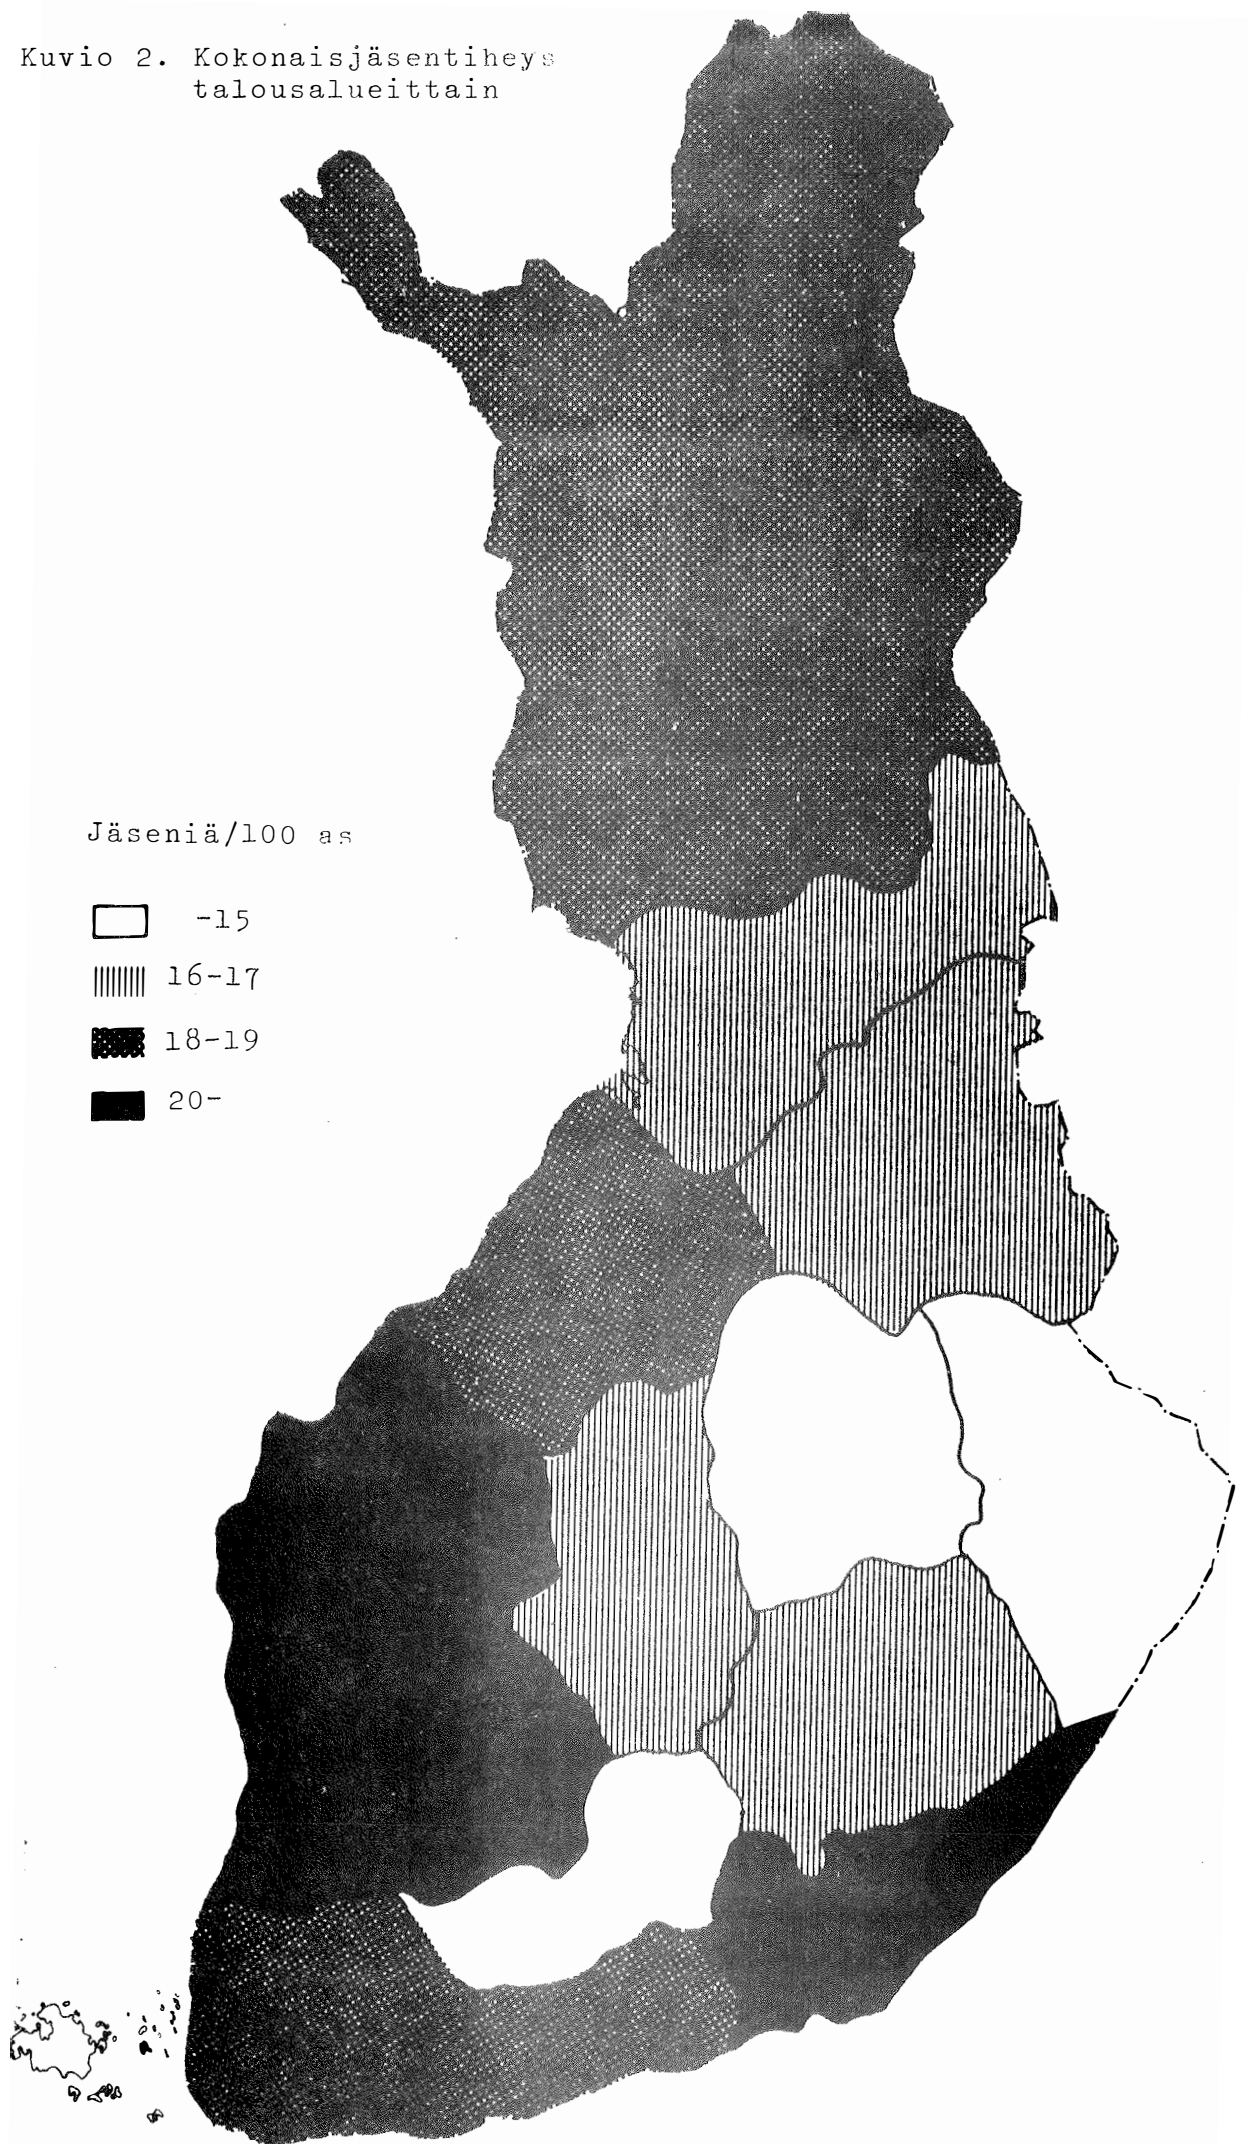 Kuvio 2. Kokonaisjäsentiheys
talousalueittain
Jäseniä/100 as
-15
16-17
18-19
20-